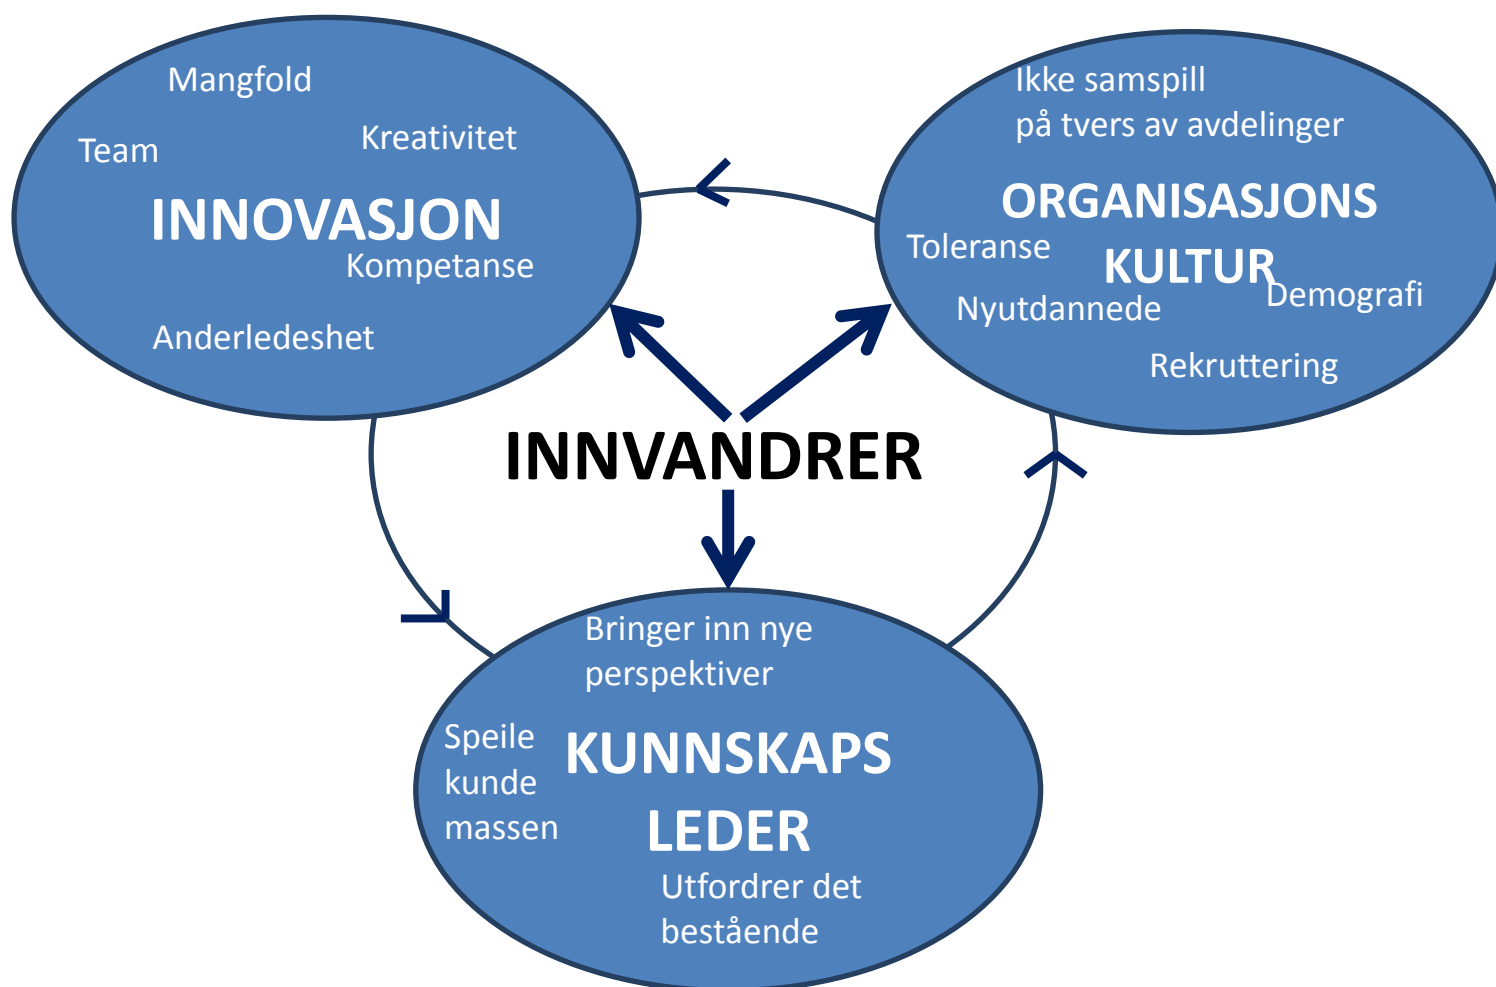 Mangfold
Team
Kreativitet
INNOVASJON
Kompetanse
Anderledeshet
Ikke samspill
på tvers av avdelinger
ORGANISASJONS
Toleranse
KULTUR
Demografi
Nyutdannede
Rekruttering
INNVANDRER
Bringer inn nye
perspektiver
Speile
kunde
massen
KUNNSKAPS
LEDER
Utfordrer det
bestående